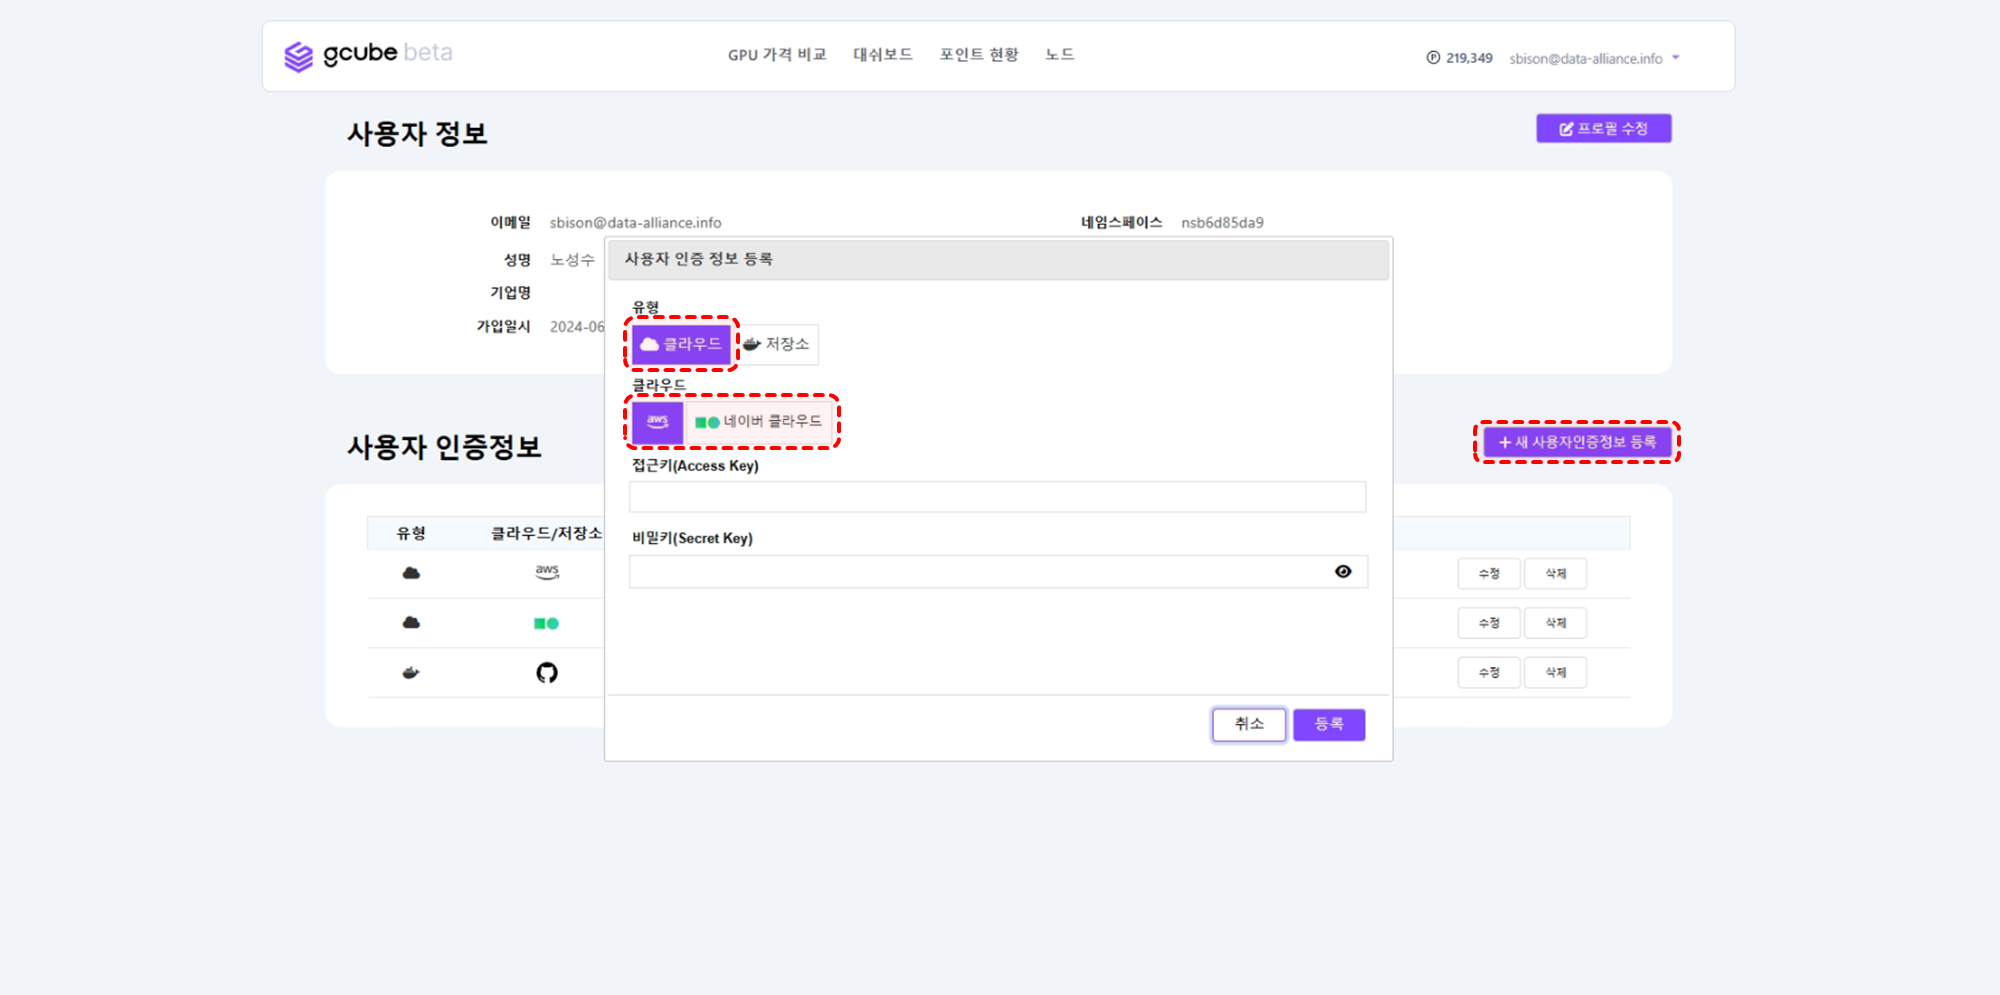 gcube beta
GPU 가격 비교 대쉬보드 포인트 현황 노드
P 219,349 sbison@data-alliance.info
사용자 정보
프로필 수정
이메일 sbison@data-alliance.info
네임스페이스 nsb6d85da9
성명 노성수
기업명
가입일시 2024-06
사용자 인증 정보 등록
유형
클라우드 저장소
클라우드
aws 네이버 클라우드
접근키(Access Key)
비밀키(Secret Key)
취소 등록
사용자 인증정보
+ 새 사용자인증정보 등록
유형 클라우드/저장소
aws 수정 삭제
수정 삭제
수정 삭제